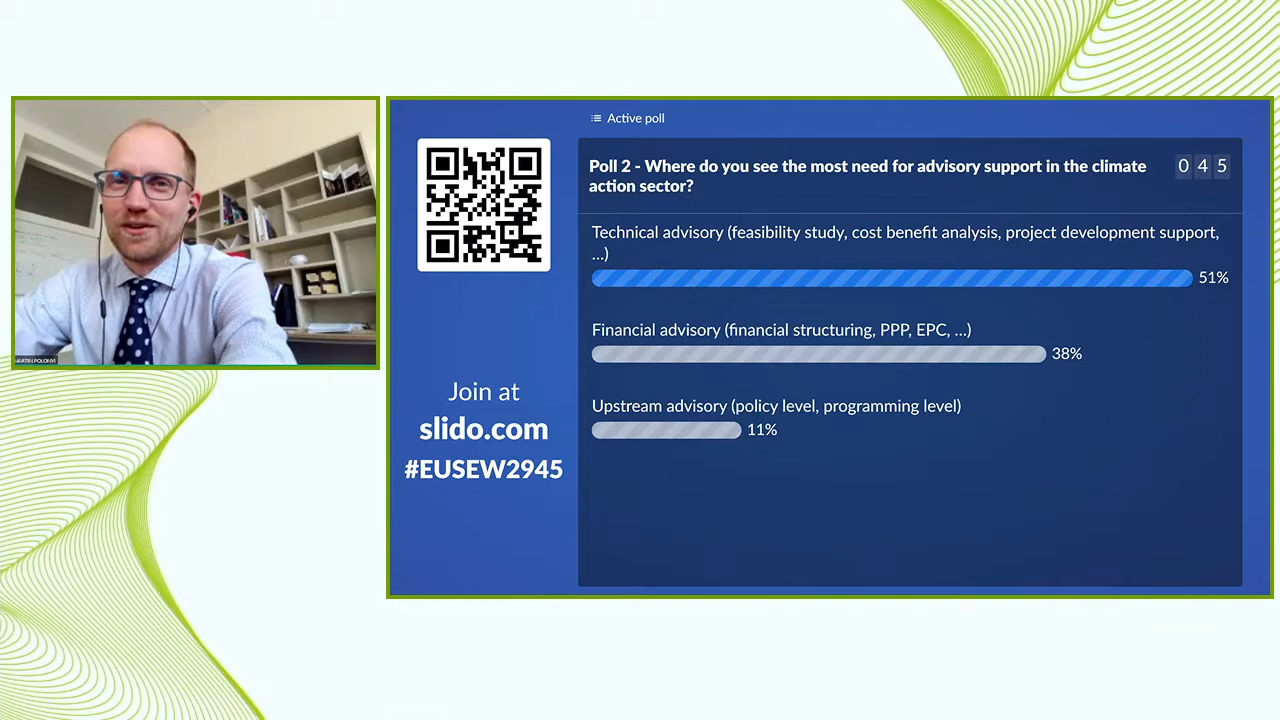 Active poll
Poll 2 - Where do you see the most need for advisory support in the climate
action sector?
0 4 5
Technical advisory (feasibility study, cost benefit analysis, project development support,
...)
51%
Financial advisory (financial structuring, PPP, EPC, ...)
38%
Upstream advisory (policy level, programming level)
11%
Join at
slido.com
#EUSEW2945
MARTIN POLONYI